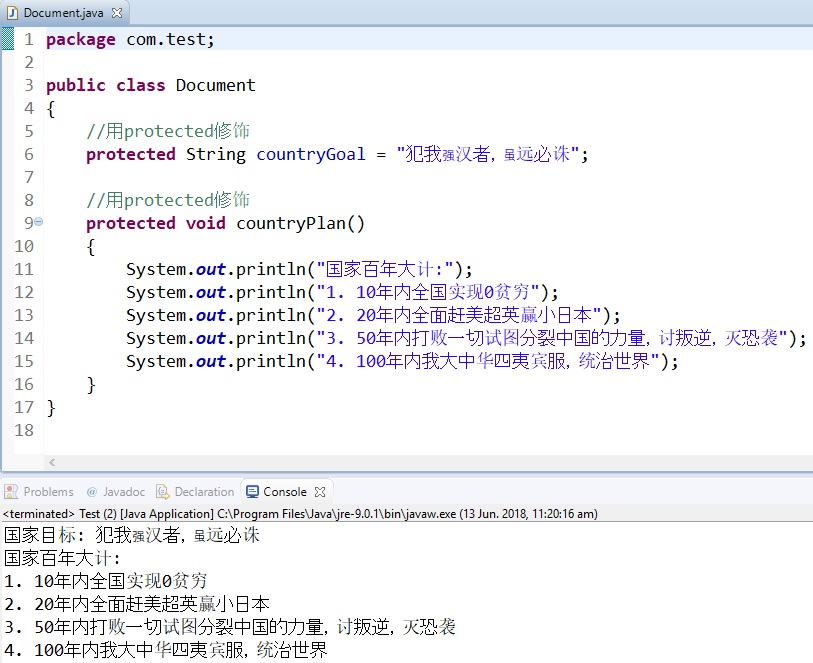 Document.java
1 package com.test;
2
3 public class Document
4 {
5 //用protected修饰
6 protected String countryGoal = "犯我强汉者, 虽远必诛";
7
8 //用protected修饰
9 protected void countryPlan()
10 {
11 System.out.println("国家百年大计:");
12 System.out.println("1. 10年内全国实现0贫穷");
13 System.out.println("2. 20年内全面赶美超英赢小日本");
14 System.out.println("3. 50年内打败一切试图分裂中国的力量, 讨叛逆, 灭恐袭");
15 System.out.println("4. 100年内我大中华四夷宾服, 统治世界");
16 }
17 }
18
Problems @ Javadoc Declaration Console
<terminated> Test (2) [Java Application] C:\Program Files\Java\jre-9.0.1\bin\javaw.exe (13 Jun. 2018, 11:20:16 am)
国家目标: 犯我强汉者, 虽远必诛
国家百年大计:
1. 10年内全国实现0贫穷
2. 20年内全面赶美超英赢小日本
3. 50年内打败一切试图分裂中国的力量, 讨叛逆, 灭恐袭
4. 100年内我大中华四夷宾服, 统治世界